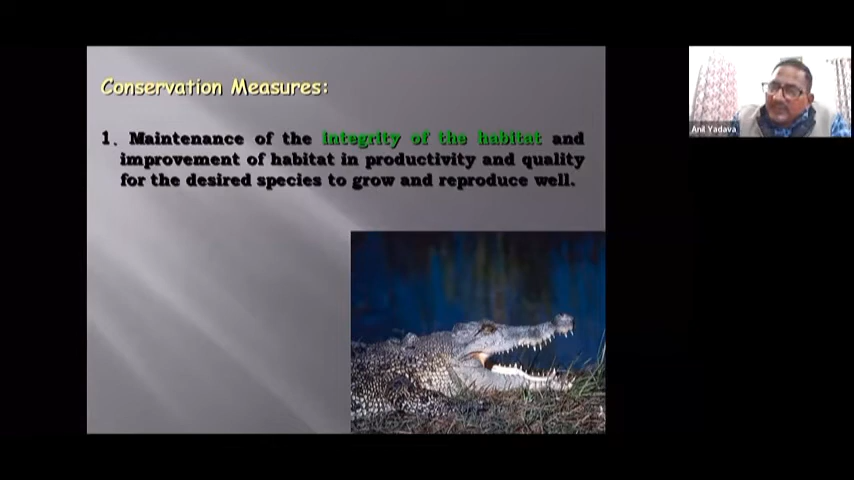 Conservation Measures:
1. Maintenance of the integrity of the habitat and
improvement of habitat in productivity and quality
for the desired species to grow and reproduce well.
Anil Yadava